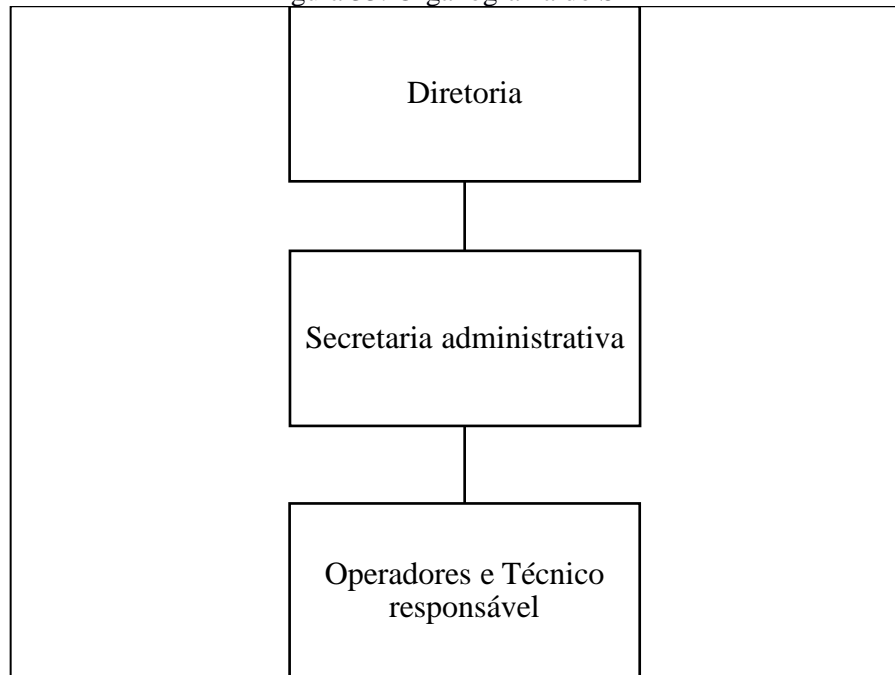 Diretoria
Secretaria administrativa
Operadores e Técnico
responsável